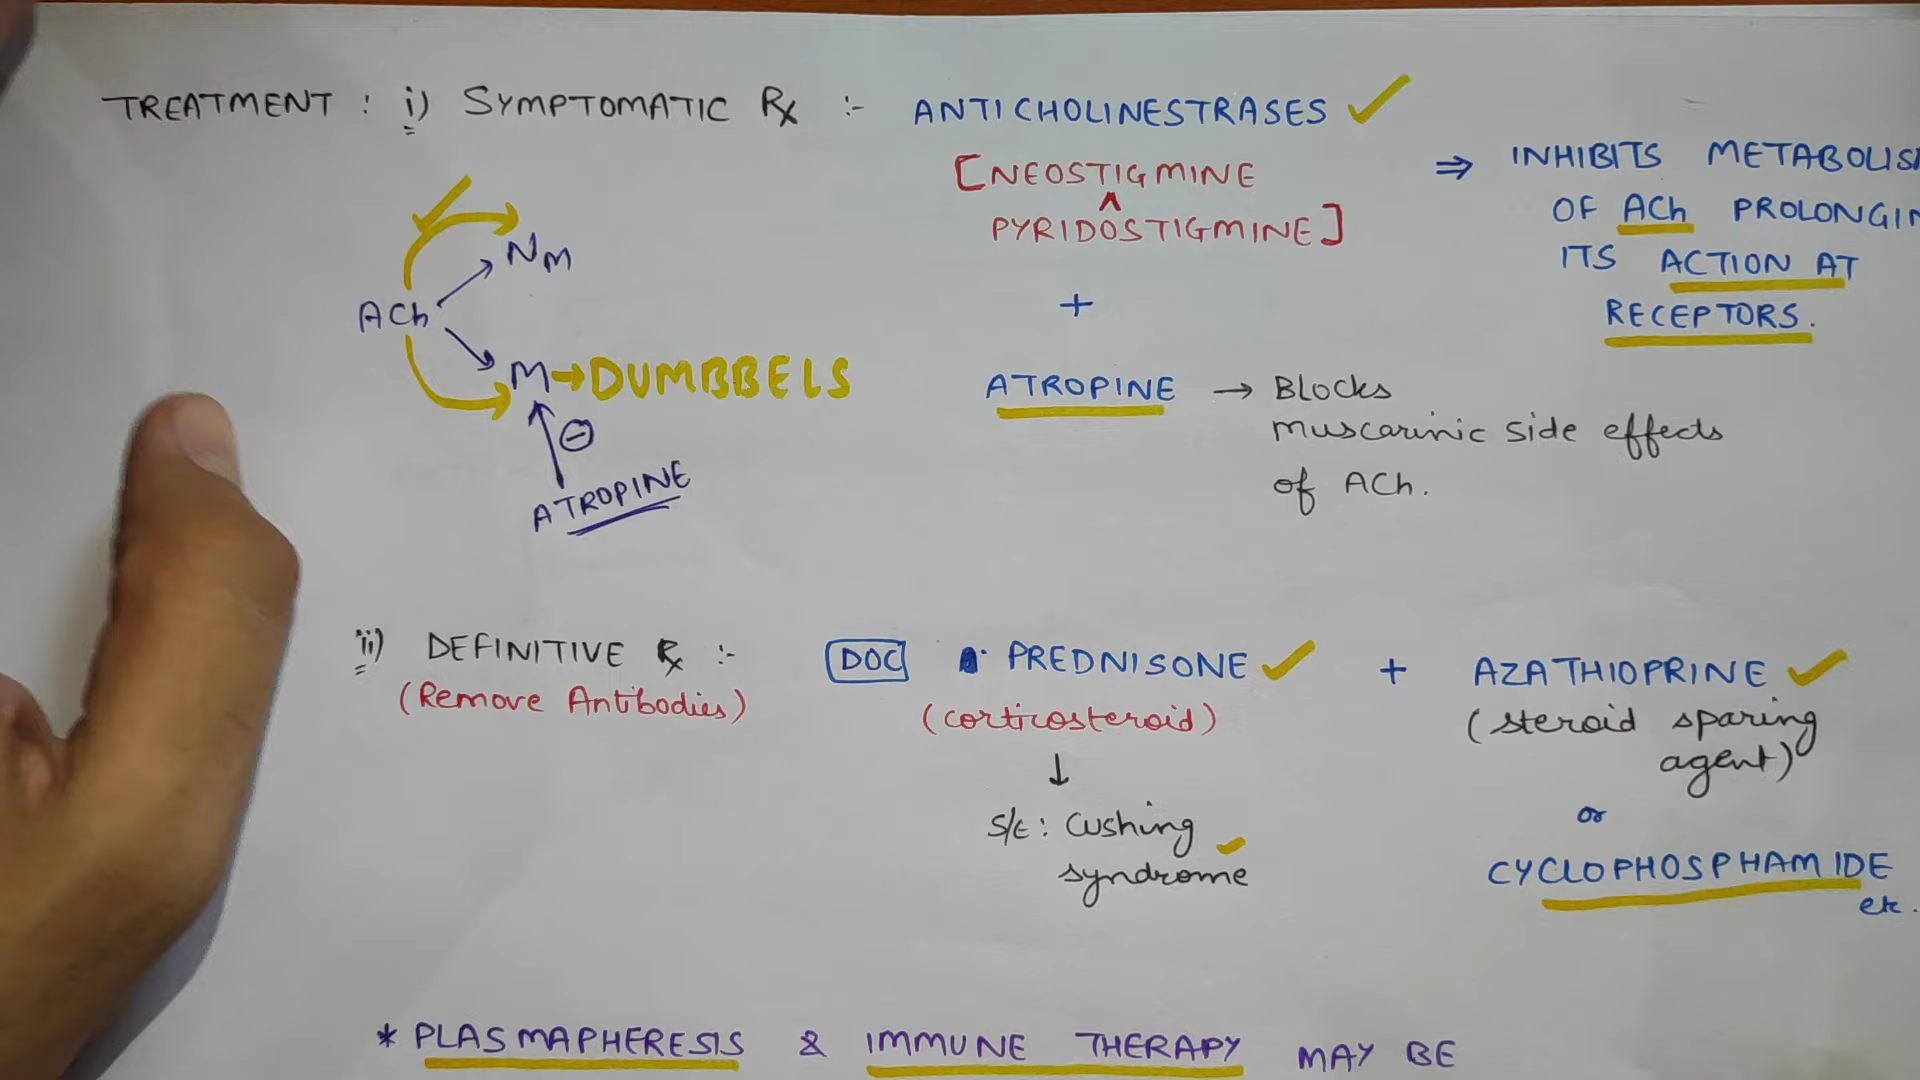 TREATMENT : i) SYMPTOMATIC Rx :- ANTICHOLINESTRASES ✓
[NEOSTIGMINE
^
PYRIDOSTIGMINE]
⇒ INHIBITS METABOLIS
OF ACh PROLONGIN
ITS ACTION AT
RECEPTORS.
ACh
NM
M → DUMBBELS
⊖
ATROPINE
+
ATROPINE → Blocks
muscarinic side effects
of ACh.
ii) DEFINITIVE Rx :- DOC PREDNISONE ✓ + AZATHIOPRINE ✓
(Remove Antibodies)
(corticosteroid)
↓
S/E : Cushing
syndrome
(steroid sparing
agent)
or
CYCLOPHOSPHAMIDE
etc.
* PLASMAPHERESIS & IMMUNE THERAPY MAY BE